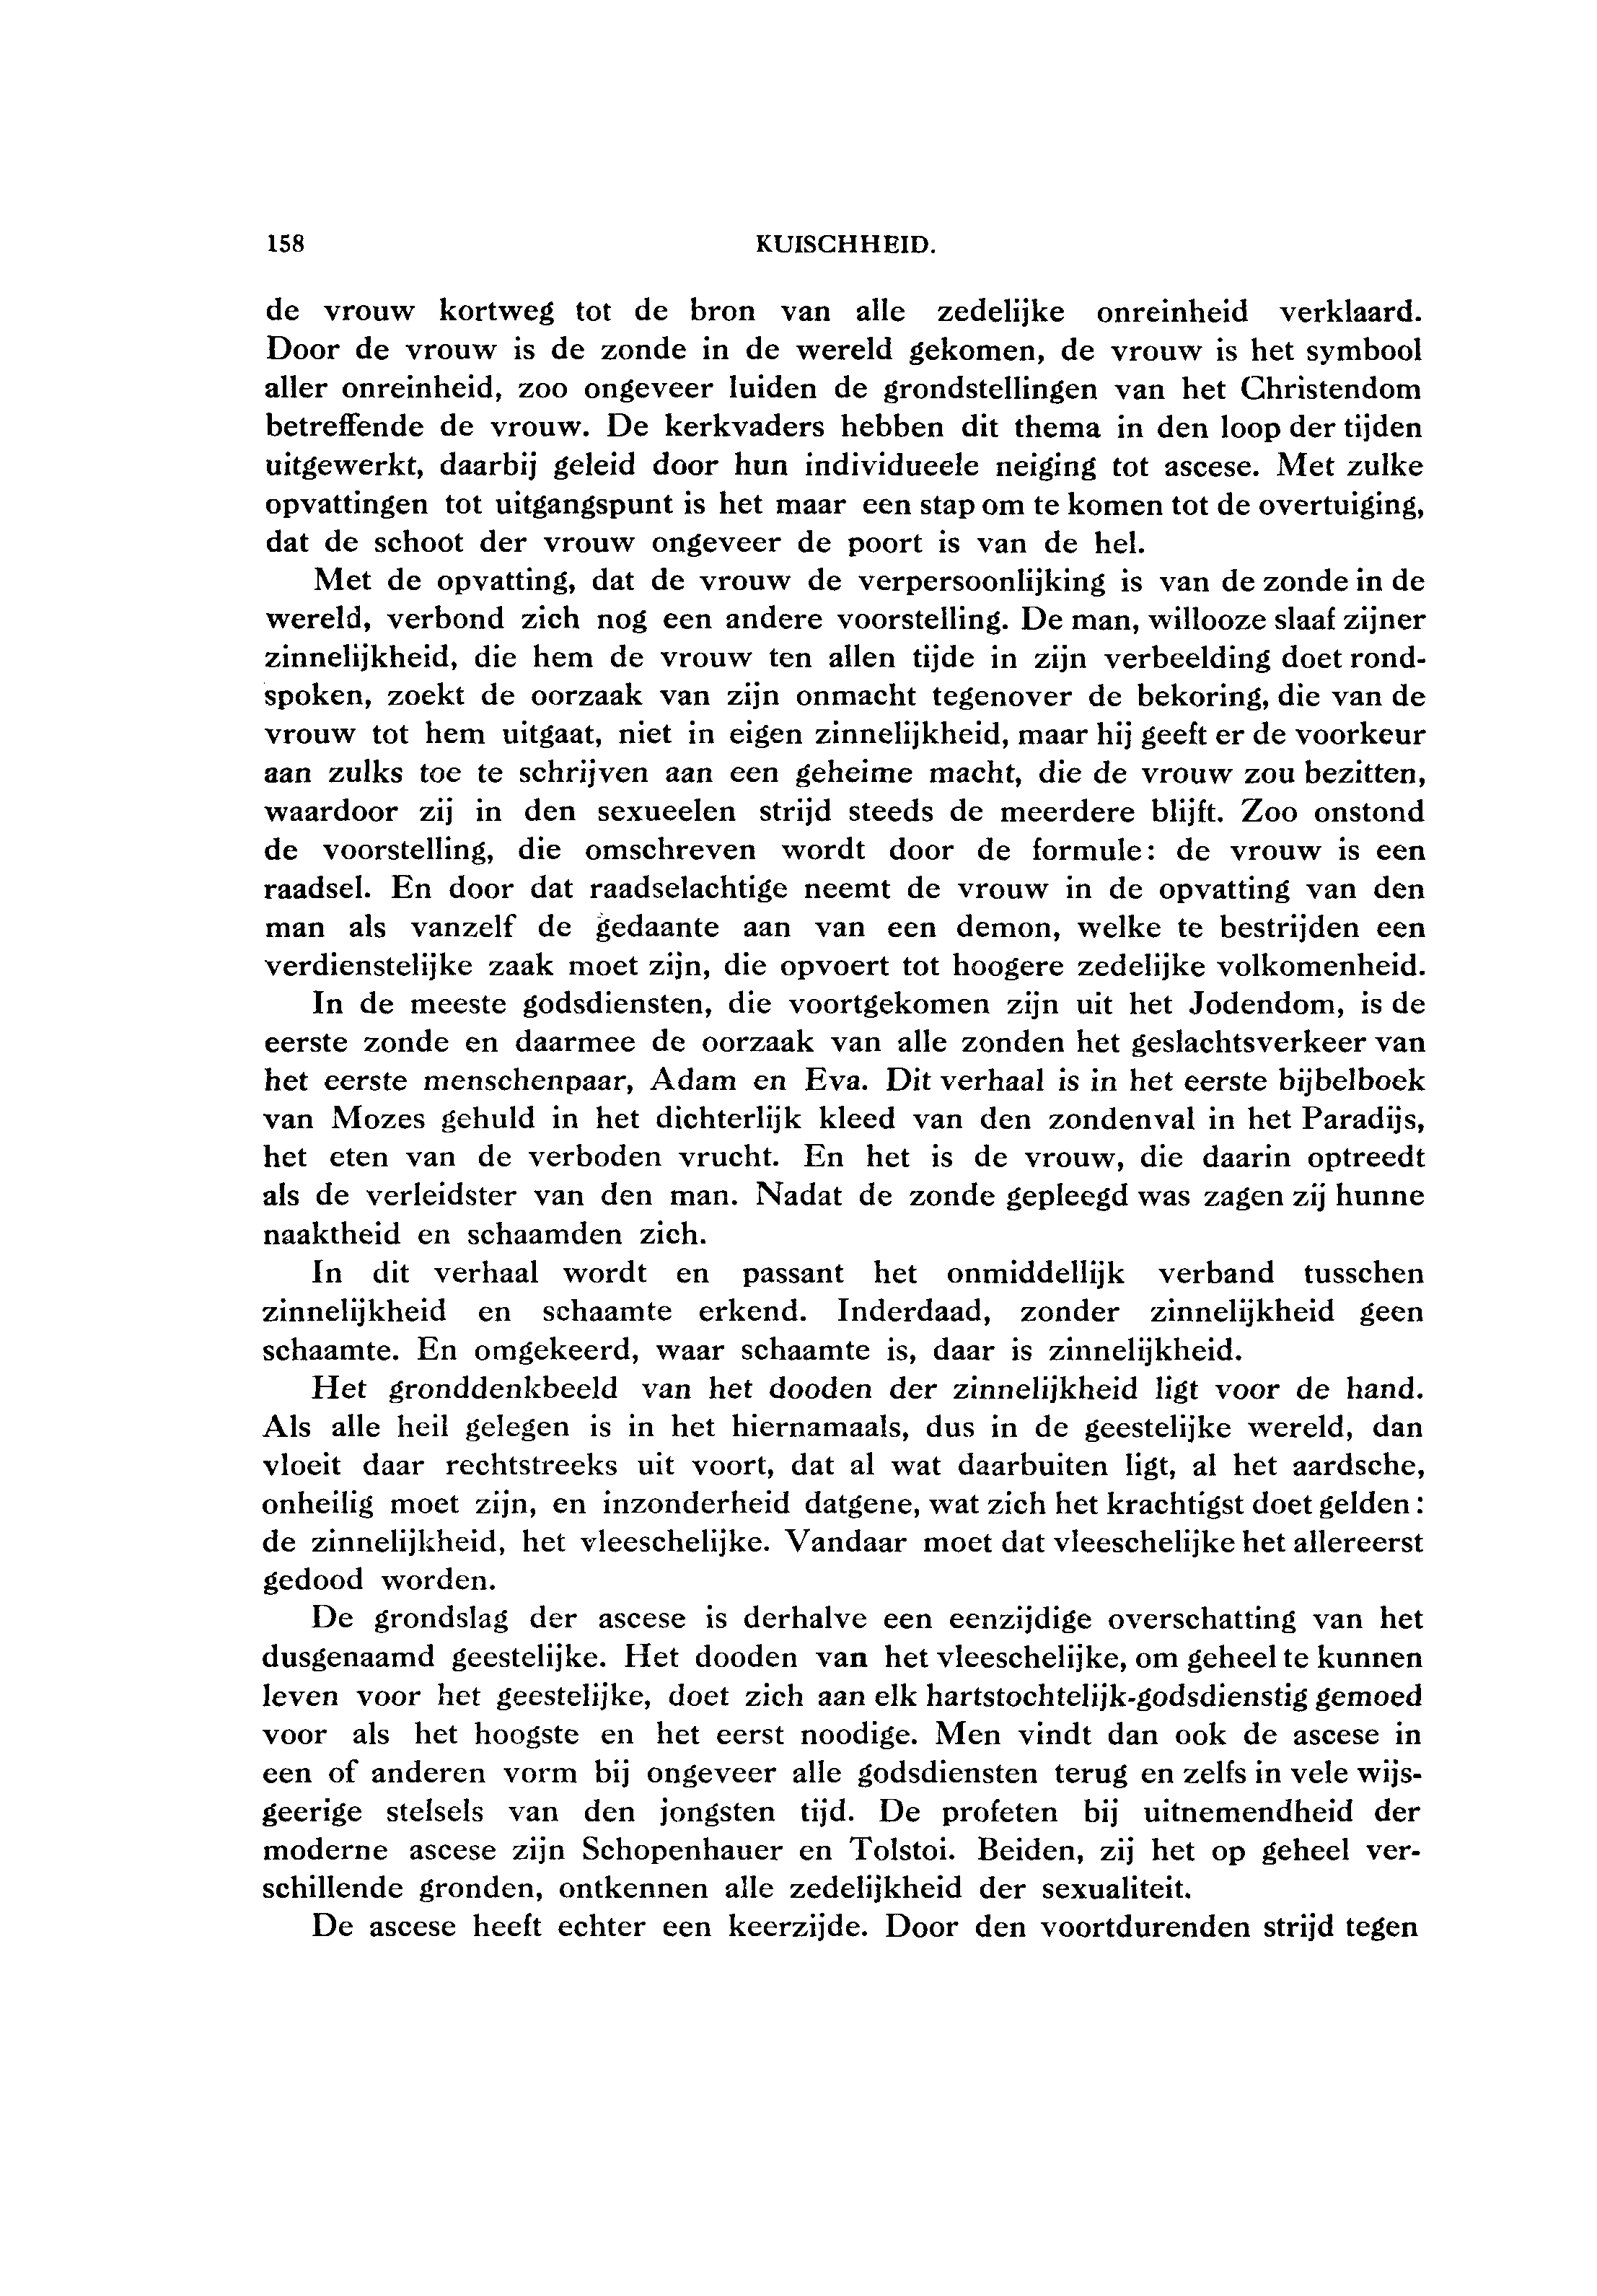 158 KUISCHHEID.
de vrouw kortweg tot de bron van alle zedelijke onreinheid verklaard.
Door de vrouw is de zonde in de wereld gekomen, de vrouw is het symbool
aller onreinheid, zoo ongeveer luiden de grondstellingen van het Christendom
betreffende de vrouw. De kerkvaders hebben dit thema in den loop der tijden
uitgewerkt, daarbij geleid door hun individueele neiging tot ascese. Met zulke
opvattingen tot uitgangspunt is het maar een stap om te komen tot de overtuiging,
dat de schoot der vrouw ongeveer de poort is van de hel.
Met de opvatting, dat de vrouw de verpersoonlijking is van de zonde in de
wereld, verbond zich nog een andere voorstelling. De man, willooze slaaf zijner
zinnelijkheid, die hem de vrouw ten allen tijde in zijn verbeelding doet rond-
spoken, zoekt de oorzaak van zijn onmacht tegenover de bekoring, die van de
vrouw tot hem uitgaat, niet in eigen zinnelijkheid, maar hij geeft er de voorkeur
aan zulks toe te schrijven aan een geheime macht, die de vrouw zou bezitten,
waardoor zij in den sexueelen strijd steeds de meerdere blijft. Zoo onstond
de voorstelling, die omschreven wordt door de formule: de vrouw is een
raadsel. En door dat raadselachtige neemt de vrouw in de opvatting van den
man als vanzelf de gedaante aan van een demon, welke te bestrijden een
verdienstelijke zaak moet zijn, die opvoert tot hoogere zedelijke volkomenheid.
In de meeste godsdiensten, die voortgekomen zijn uit het Jodendom, is de
eerste zonde en daarmee de oorzaak van alle zonden het geslachtsverkeer van
het eerste menschenpaar, Adam en Eva. Dit verhaal is in het eerste bijbelboek
van Mozes gehuld in het dichterlijk kleed van den zondenval in het Paradijs,
het eten van de verboden vrucht. En het is de vrouw, die daarin optreedt
als de verleidster van den man. Nadat de zonde gepleegd was zagen zij hunne
naaktheid en schaamden zich.
In dit verhaal wordt en passant het onmiddellijk verband tusschen
zinnelijkheid en schaamte erkend. Inderdaad, zonder zinnelijkheid geen
schaamte. En omgekeerd, waar schaamte is, daar is zinnelijkheid.
Het gronddenkbeeld van het dooden der zinnelijkheid ligt voor de hand.
Als alle heil gelegen is in het hiernamaals, dus in de geestelijke wereld, dan
vloeit daar rechtstreeks uit voort, dat al wat daarbuiten ligt, al het aardsche,
onheilig moet zijn, en inzonderheid datgene, wat zich het krachtigst doet gelden:
de zinnelijkheid, het vleeschelijke. Vandaar moet dat vleeschelijke het allereerst
gedood worden.
De grondslag der ascese is derhalve een eenzijdige overschatting van het
dusgenaamd geestelijke. Het dooden van het vleeschelijke, om geheel te kunnen
leven voor het geestelijke, doet zich aan elk hartstochtelijk-godsdienstig gemoed
voor als het hoogste en het eerst noodige. Men vindt dan ook de ascese in
een of anderen vorm bij ongeveer alle godsdiensten terug en zelfs in vele wijs-
geerige stelsels van den jongsten tijd. De profeten bij uitnemendheid der
moderne ascese zijn Schopenhauer en Tolstoi. Beiden, zij het op geheel ver-
schillende gronden, ontkennen alle zedelijkheid der sexualiteit.
De ascese heeft echter een keerzijde. Door den voortdurenden strijd tegen